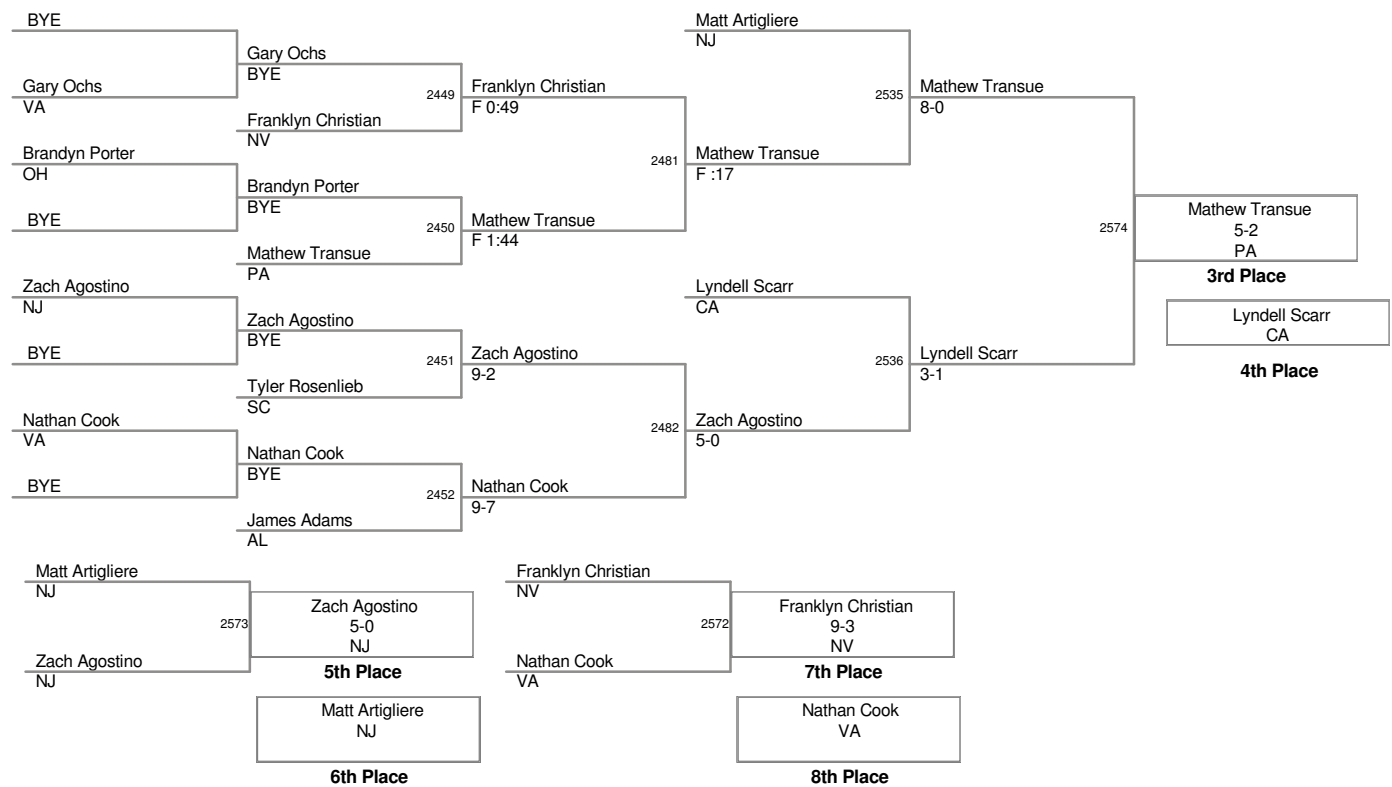 BYE
Gary Ochs
VA
Brandyn Porter
OH
BYE
Zach Agostino
NJ
BYE
Nathan Cook
VA
BYE
Gary Ochs
BYE
2449
Franklyn Christian
NV
Brandyn Porter
BYE
2450
Mathew Transue
PA
Zach Agostino
BYE
2451
Tyler Rosenlieb
SC
Nathan Cook
BYE
2452
James Adams
AL
Franklyn Christian
F 0:49
2481
Mathew Transue
F 1:44
Zach Agostino
9-2
2482
Nathan Cook
9-7
Matt Artigliere
NJ
2535
Mathew Transue
F :17
Lyndell Scarr
CA
2536
Zach Agostino
5-0
Mathew Transue
8-0
2574
Lyndell Scarr
3-1
Mathew Transue
5-2
PA
3rd Place
Lyndell Scarr
CA
4th Place
Matt Artigliere
NJ
2573
Zach Agostino
NJ
Zach Agostino
5-0
NJ
5th Place
Matt Artigliere
NJ
6th Place
Franklyn Christian
NV
2572
Nathan Cook
VA
Franklyn Christian
9-3
NV
7th Place
Nathan Cook
VA
8th Place